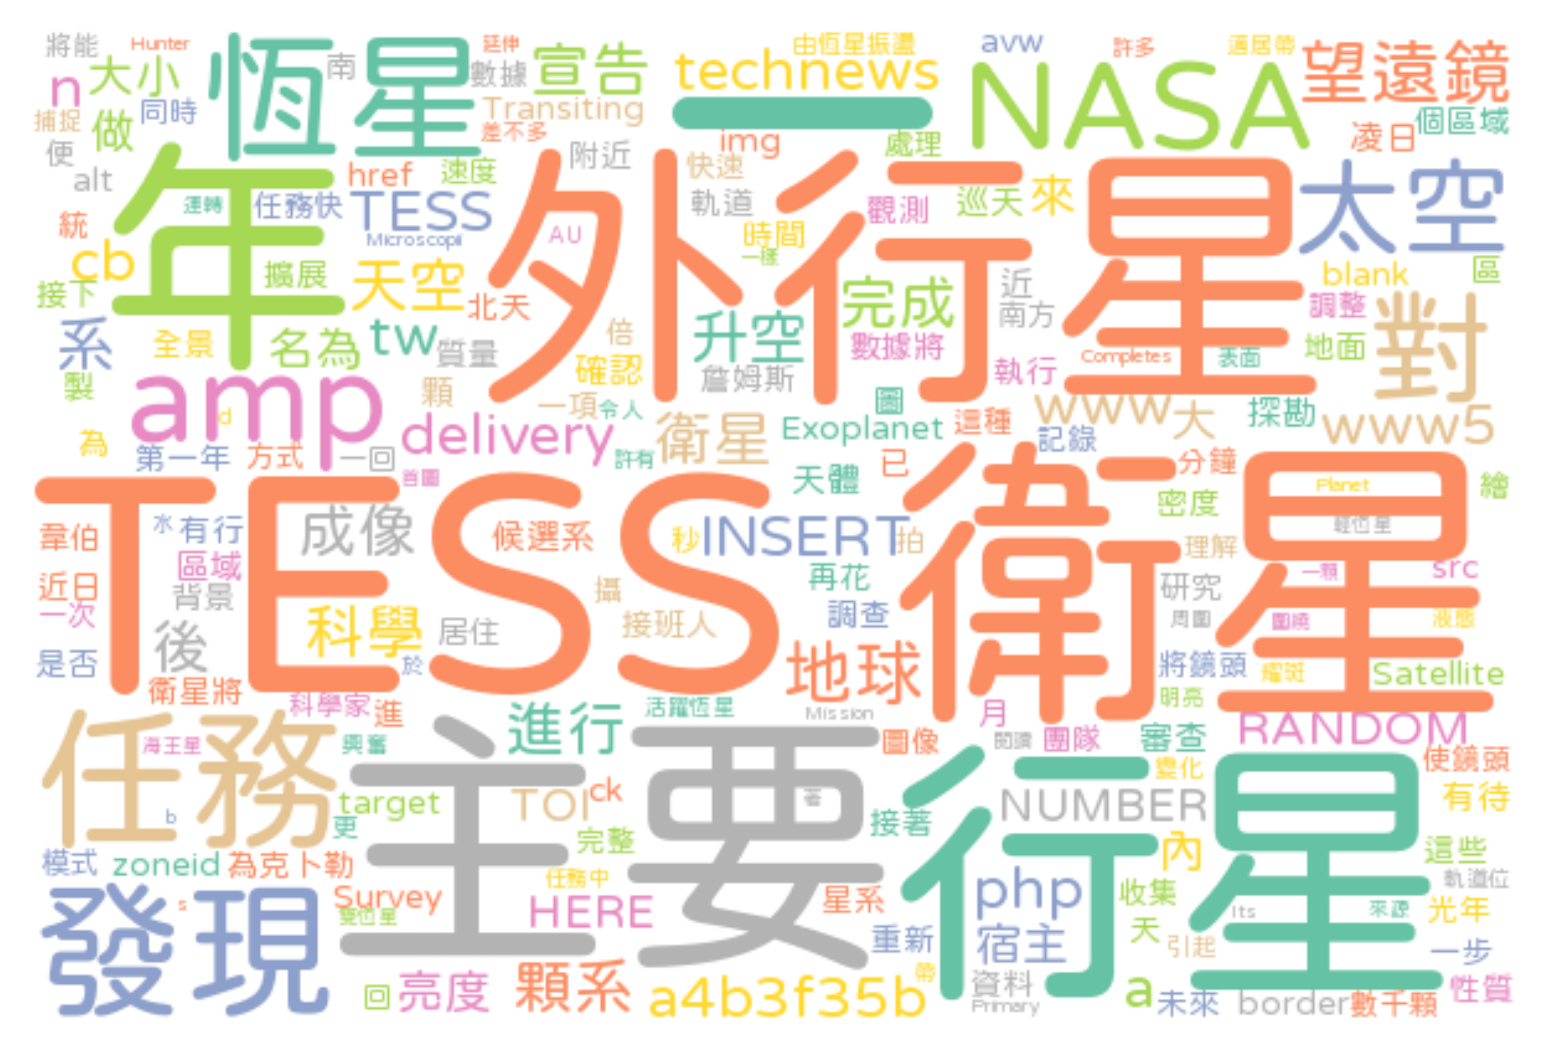 將能 Hunter 恆星 南 延伸 宣告 由恆星振盪 avw 許多 適居帶 望遠鏡
n 大小 數據 technews NASA
捕捉 做 同時 Transiting 一 凌日 個區域
便 差不多 img 處理
alt 年 href 速度 附近 外行星 快速 太空
統 運轉 任務快 TESS 軌道 觀測 巡天 來
cb Microscopii AU 時間 一樣
接下 擴展 天空 北天 完成 近 blank 區
系 全景 名為 tw 質量 倍 升空 數據將 南方 調整 對
製 amp 確認 詹姆斯 執行 Completes 表面 地面
顆 一項 令人 圖 www 大 探勘 www5
為 d delivery 衛星 Exoplanet 這種 記錄
第一年 方式 一回 許有 已 分鐘
TESS衛星 首圖 天體 密度 Planet 繪
韋伯 水 有行 成像 候選系 秒 INSERT 拍 理解 類恆星
近日 區域 背景 攝 再花 研究 一顆 src
一次 後 科學 居住 接班人 調查 周圍 圍繞 液態
是否 於 地球 將鏡頭 耀斑 Satellite
衛星將 科學家 進 活躍恆星 Mission 月 明亮
任務 海王星 興奮 進行 主要 圖像 閱讀 團隊 審查 RANDOM
行星 變化 使鏡頭
b 更 target TOI ck 著 接著 NUMBER 有待
模式 zoneid 為克卜勒 完整 內 這些
發現 s Survey 任務中 星系 php 收集 軌道位
雙恆星 HERE 重新 宿主 天 Its 來源 光年
引起 一步
回 亮度 顆系 a4b3f35b 帶 資料 Primary a 未來 border 數千顆 性質